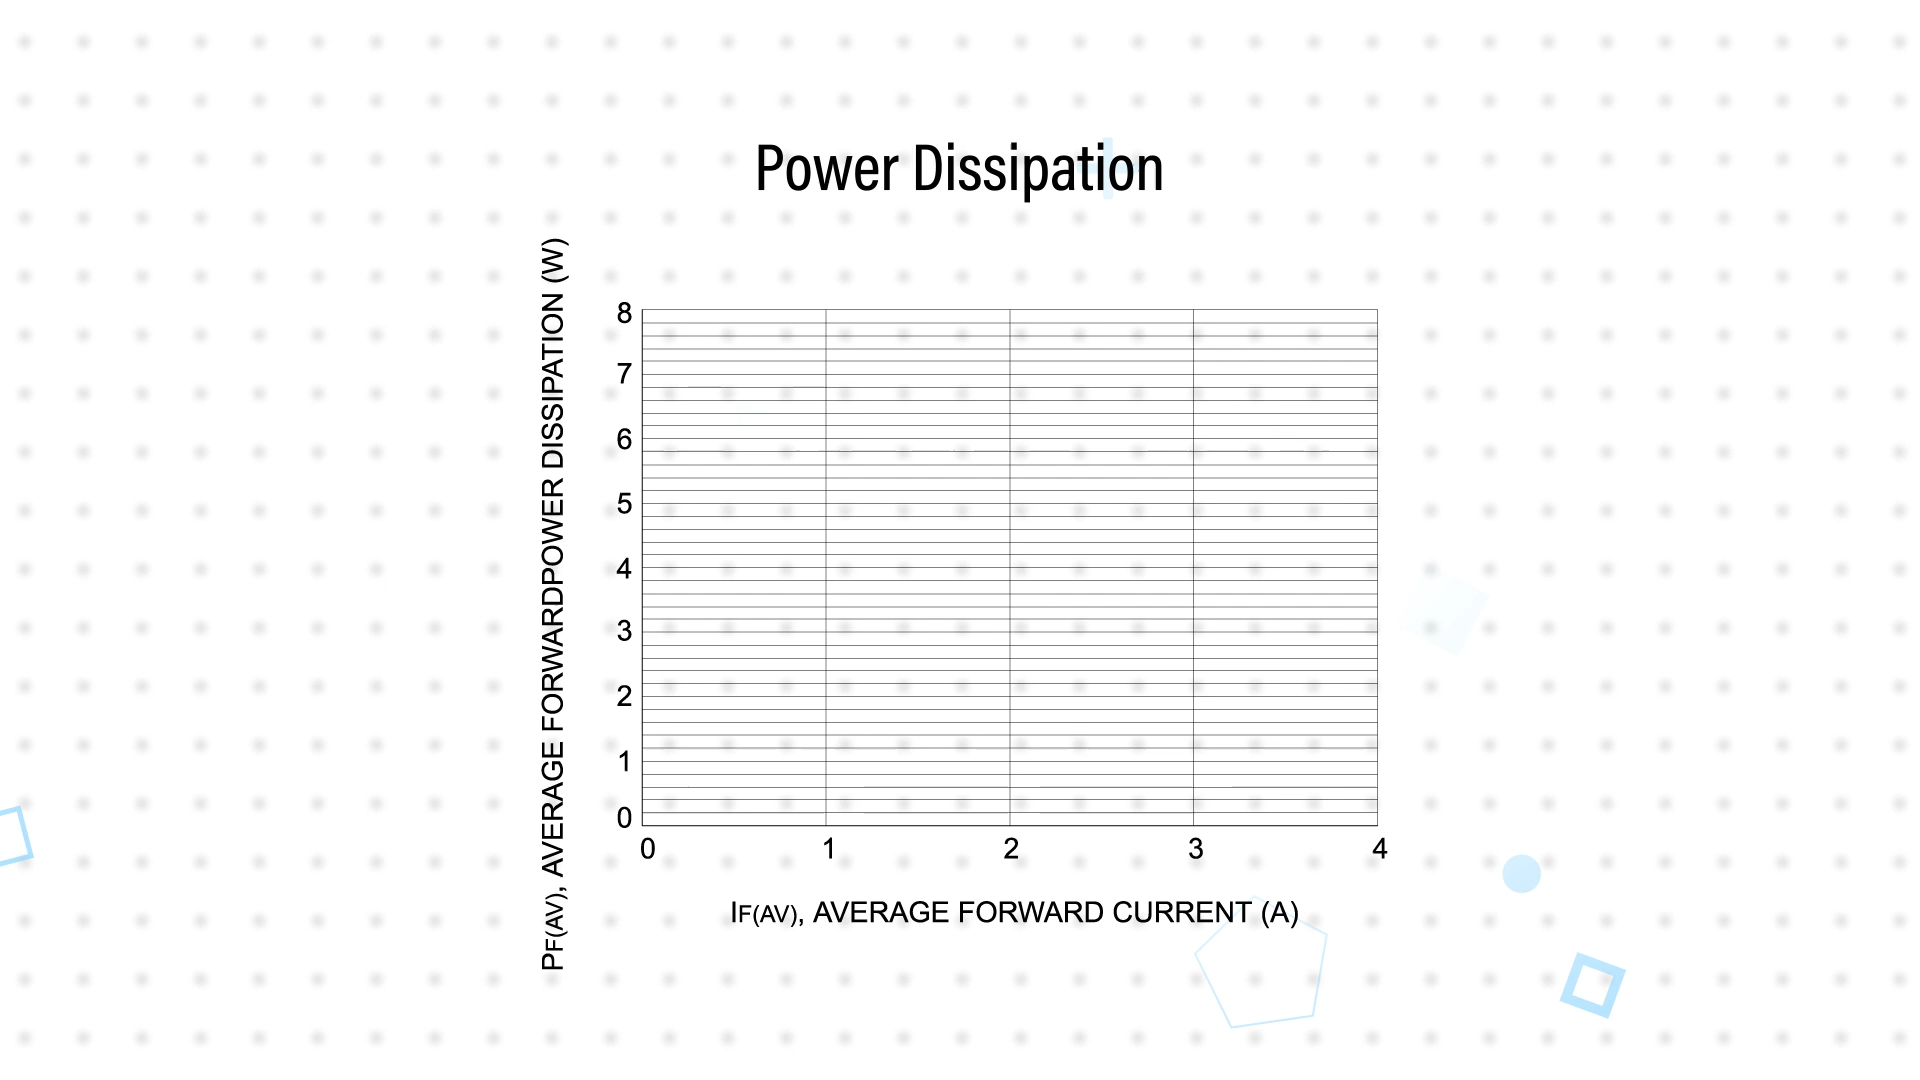 Power Dissipation
PF(AV), AVERAGE FORWARDPOWER DISSIPATION (W)
8
7
6
5
4
3
2
1
0
0 1 2 3 4
IF(AV), AVERAGE FORWARD CURRENT (A)